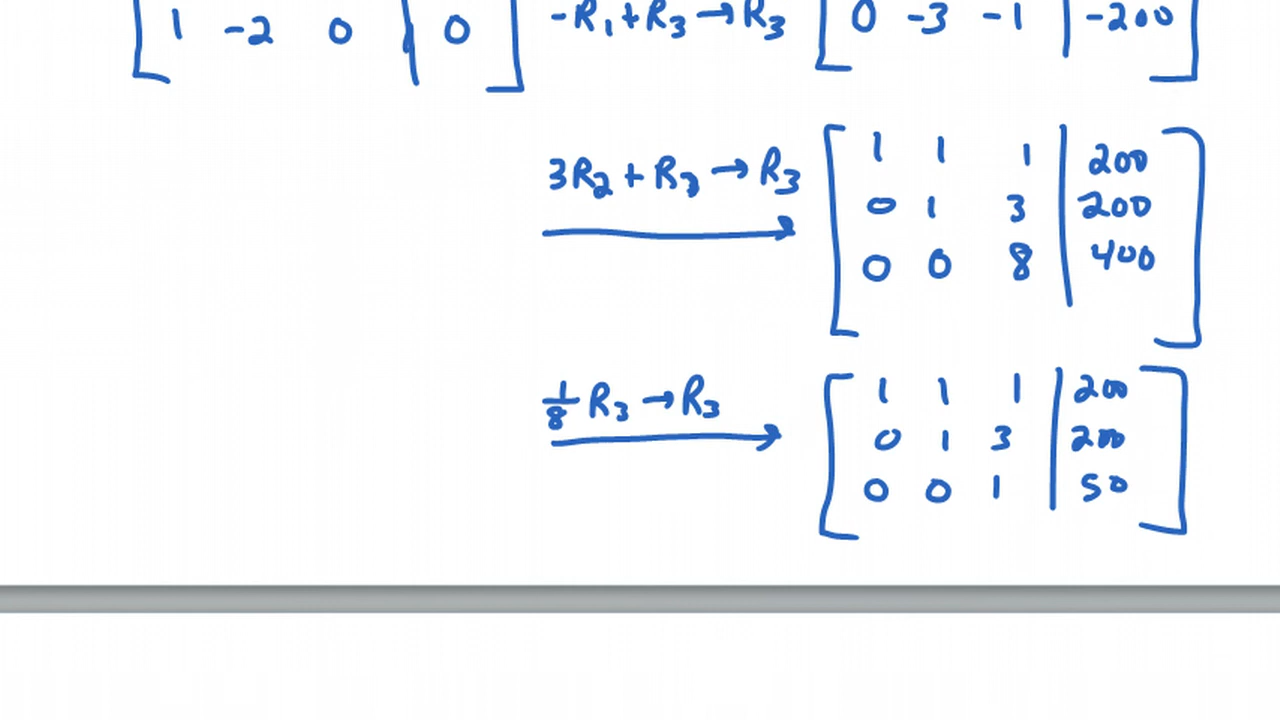 1 -2 0 | 0 -R₁+R₃→R₃ 0 -3 -1 | -200
1 1 1 | 200
3R₂+R₃→R₃ 0 1 3 | 200
0 0 8 | 400
1 1 1 | 200
1/8 R₃→R₃ 0 1 3 | 200
0 0 1 | 50